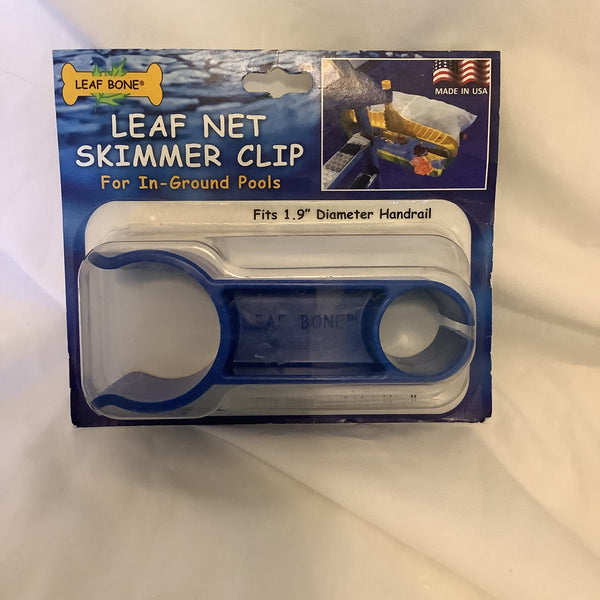 LEAF BONE®
LEAF NET
SKIMMER CLIP
For In-Ground Pools
MADE IN USA
Fits 1.9" Diameter Handrail
LEAF BONE™